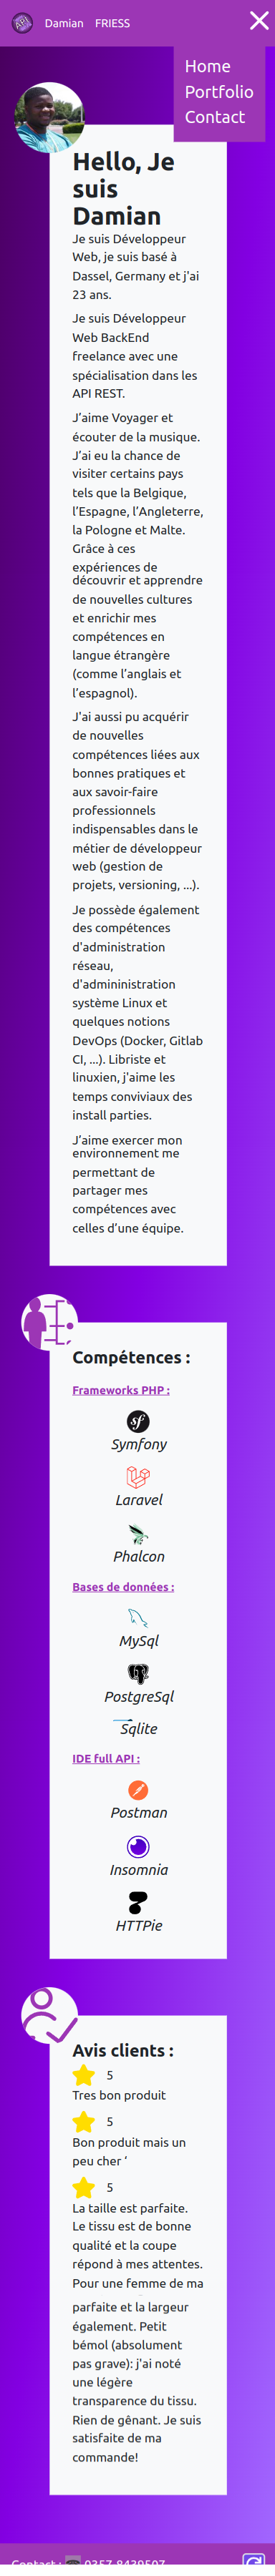 API
Damian FRIESS
Home
Portfolio
Contact
Hello, Je
suis
Damian
Je suis Développeur
Web, je suis basé à
Dassel, Germany et j'ai
23 ans.
Je suis Développeur
Web BackEnd
freelance avec une
spécialisation dans les
API REST.
J'aime Voyager et
écouter de la musique.
J'ai eu la chance de
visiter certains pays
tels que la Belgique,
l'Espagne, l'Angleterre,
la Pologne et Malte.
Grâce à ces
expériences de
découvrir et apprendre
de nouvelles cultures
et enrichir mes
compétences en
langue étrangère
(comme l'anglais et
l'espagnol).
J'ai aussi pu acquérir
de nouvelles
compétences liées aux
bonnes pratiques et
aux savoir-faire
professionnels
indispensables dans le
métier de développeur
web (gestion de
projets, versioning, ...).
Je possède également
des compétences
d'administration
réseau,
d'admininistration
système Linux et
quelques notions
DevOps (Docker, Gitlab
CI, ...). Libriste et
linuxien, j'aime les
temps conviviaux des
install parties.
J'aime exercer mon
environnement me
permettant de
partager mes
compétences avec
celles d'une équipe.
Compétences :
Frameworks PHP :
Symfony
Laravel
Phalcon
Bases de données :
MySql
PostgreSql
Sqlite
IDE full API :
Postman
Insomnia
HTTPie
Avis clients :
5
Tres bon produit
5
Bon produit mais un
peu cher ‘
5
La taille est parfaite.
Le tissu est de bonne
qualité et la coupe
répond à mes attentes.
Pour une femme de ma
parfaite et la largeur
également. Petit
bémol (absolument
pas grave): j'ai noté
une légère
transparence du tissu.
Rien de gênant. Je suis
satisfaite de ma
commande!
Contact : 0357-8439507